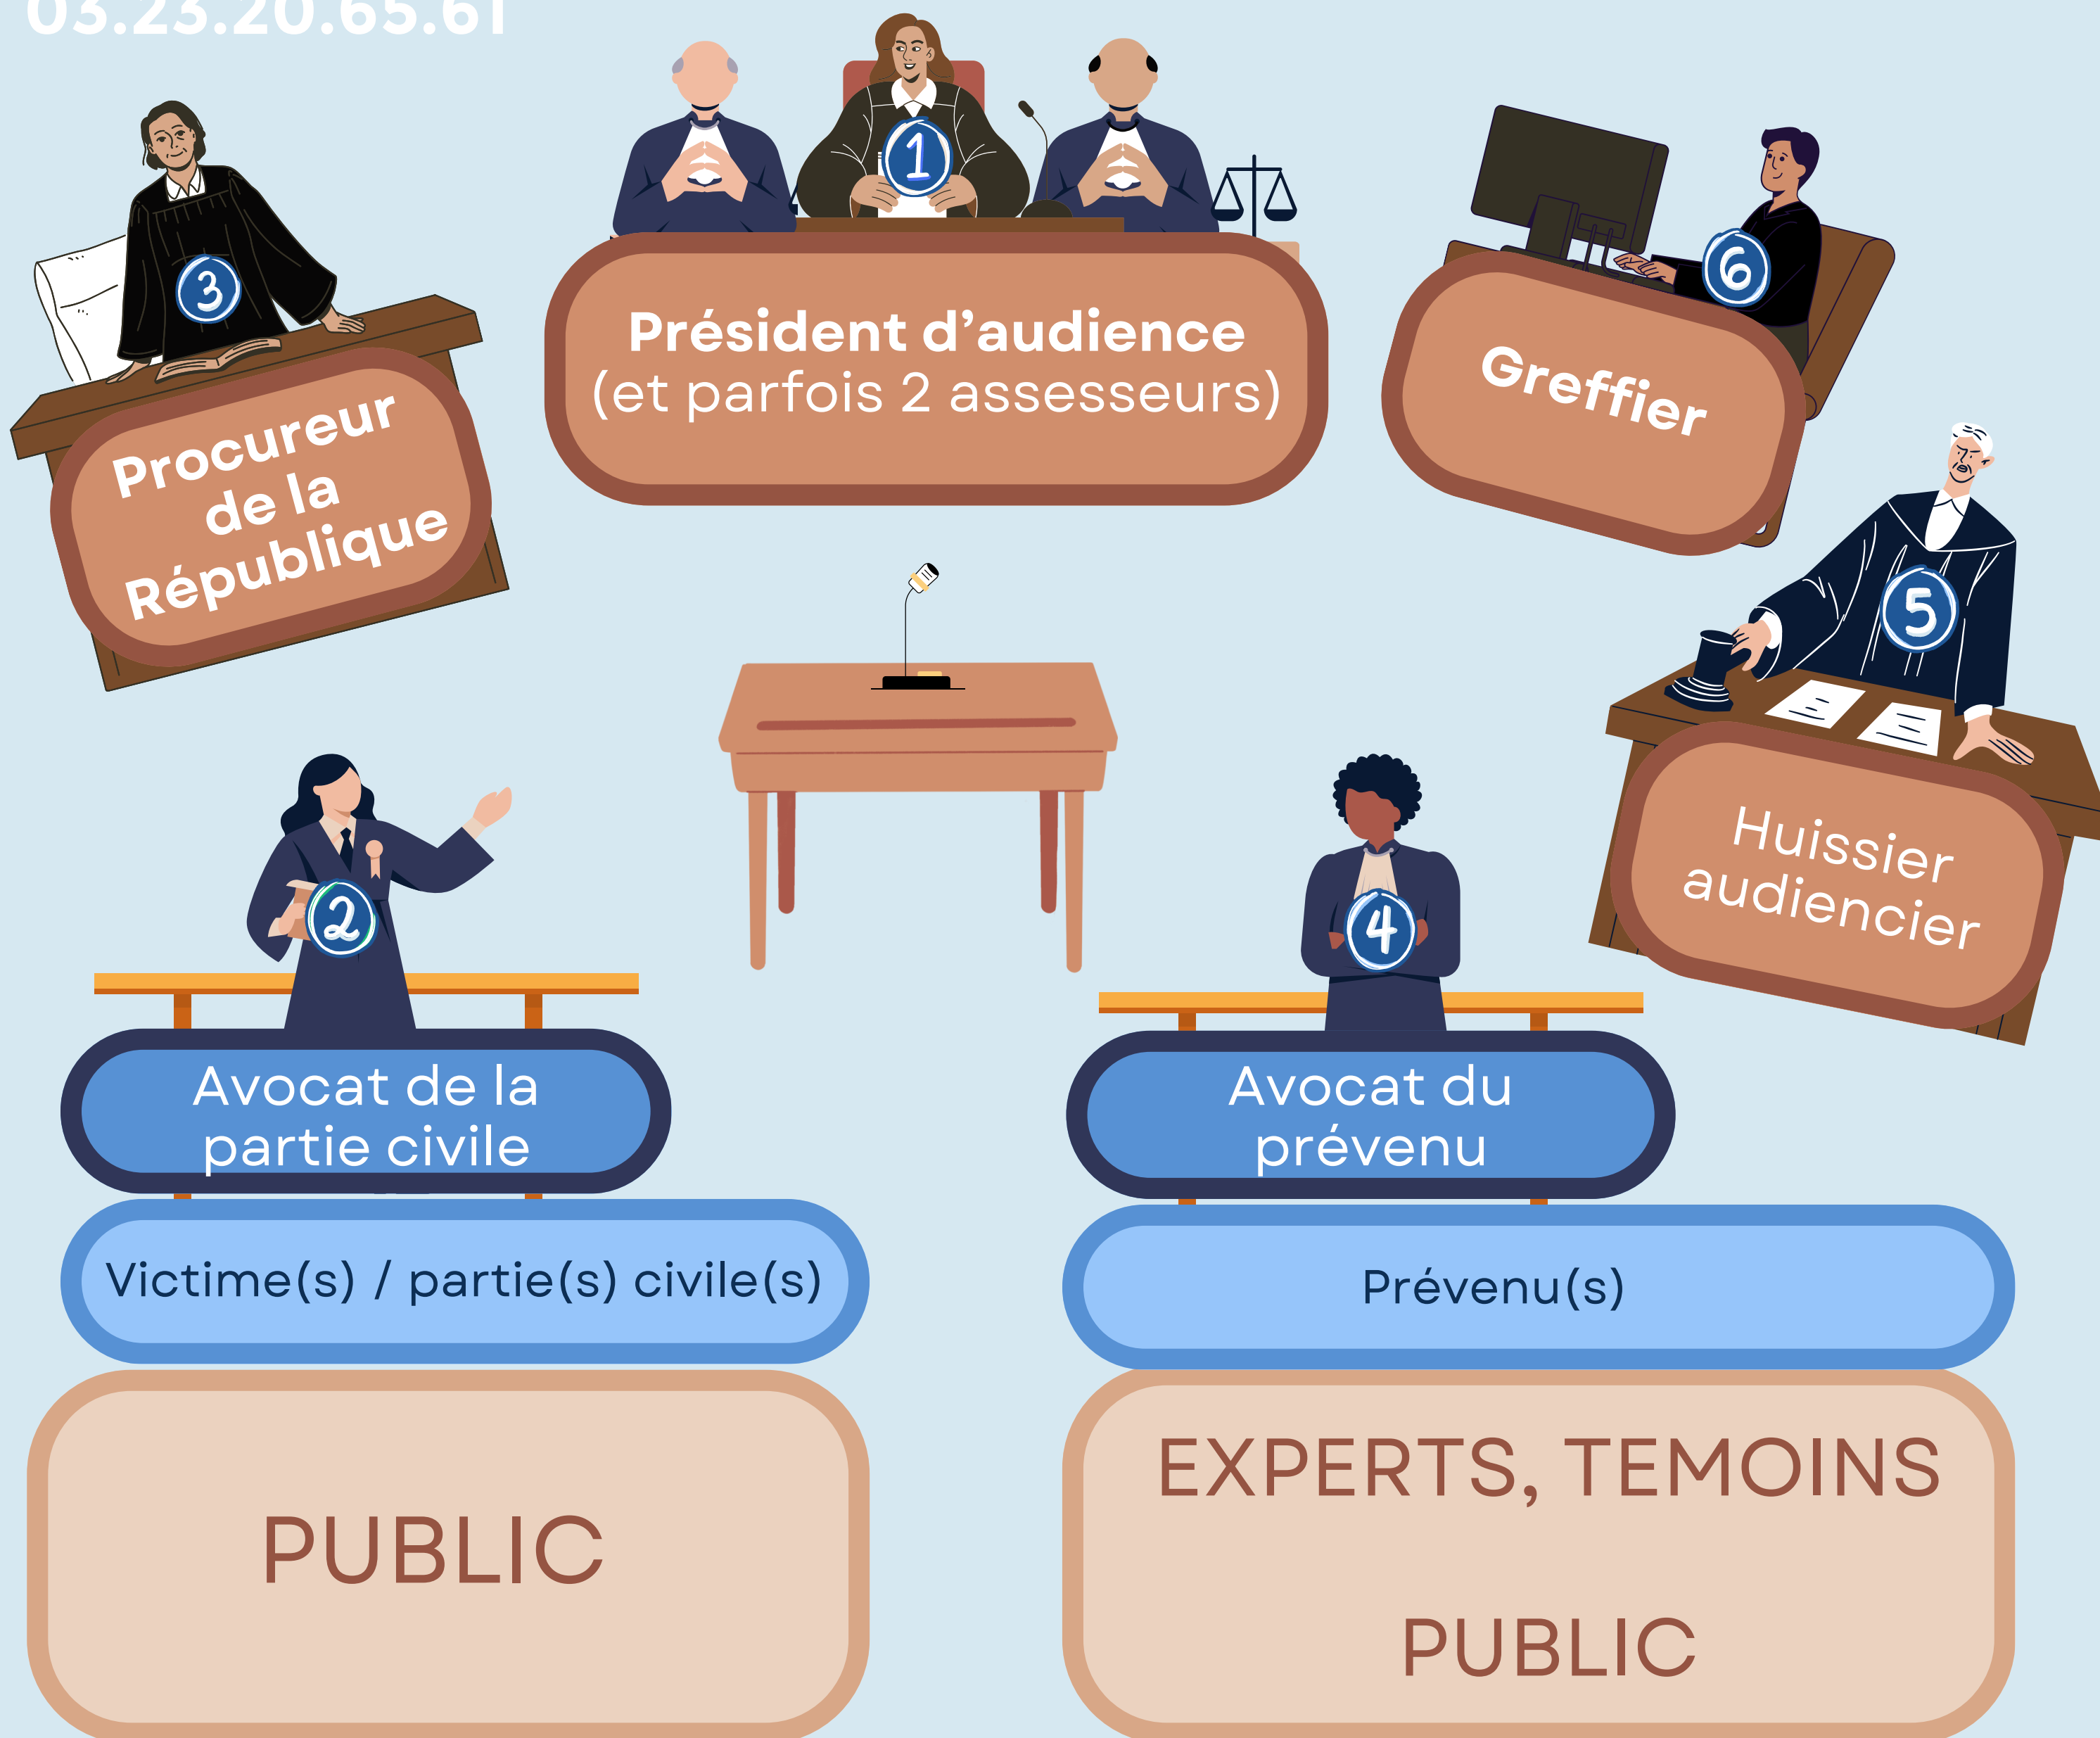 03.23.20.65.61
1
Président d’audience
(et parfois 2 assesseurs)
3
Procureur
de la
République
6
Greffier
5
Huissier
audiencier
2
Avocat de la
partie civile
4
Avocat du
prévenu
Victime(s) / partie(s) civile(s)
Prévenu(s)
PUBLIC
EXPERTS, TEMOINS
PUBLIC